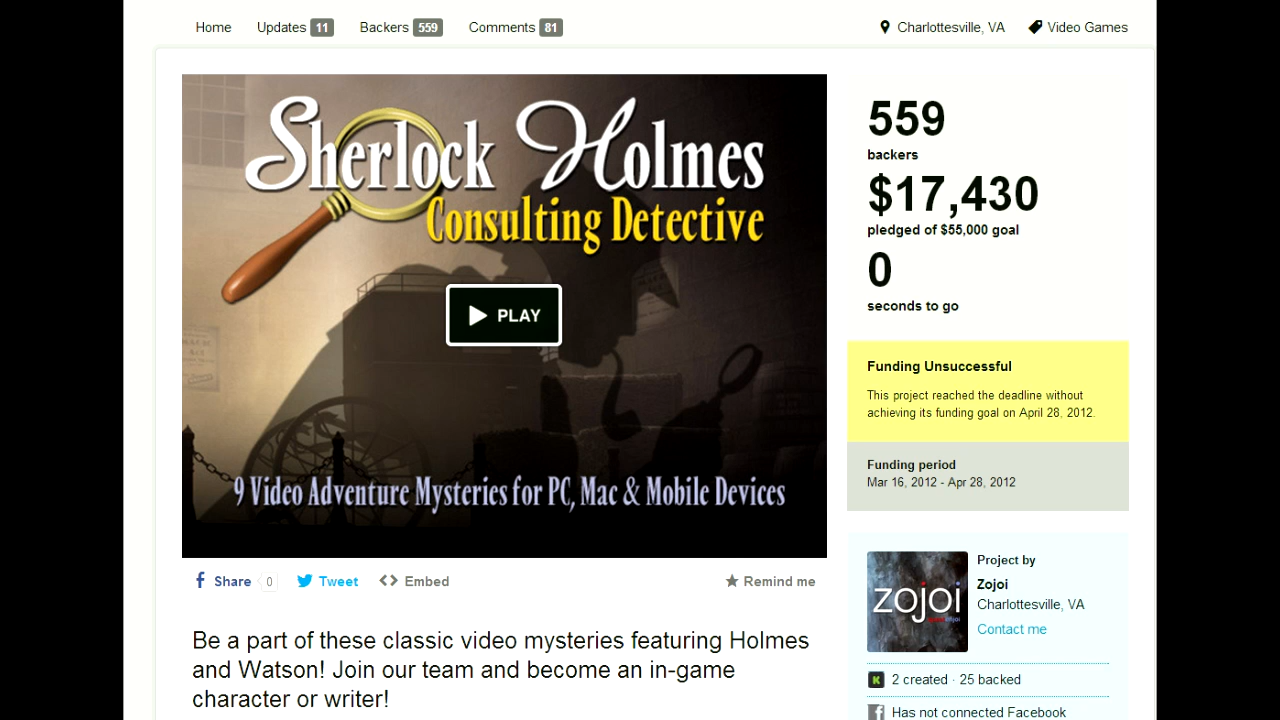 Home Updates 11 Backers 559 Comments 81 Charlottesville, VA Video Games
Sherlock Holmes
Consulting Detective
PLAY
9 Video Adventure Mysteries for PC, Mac & Mobile Devices
Share 0 Tweet Embed Remind me
Be a part of these classic video mysteries featuring Holmes
and Watson! Join our team and become an in-game
character or writer!
559
backers
$17,430
pledged of $55,000 goal
0
seconds to go
Funding Unsuccessful
This project reached the deadline without
achieving its funding goal on April 28, 2012.
Funding period
Mar 16, 2012 - Apr 28, 2012
zojoi
Project by
Zojoi
Charlottesville, VA
Contact me
2 created · 25 backed
Has not connected Facebook